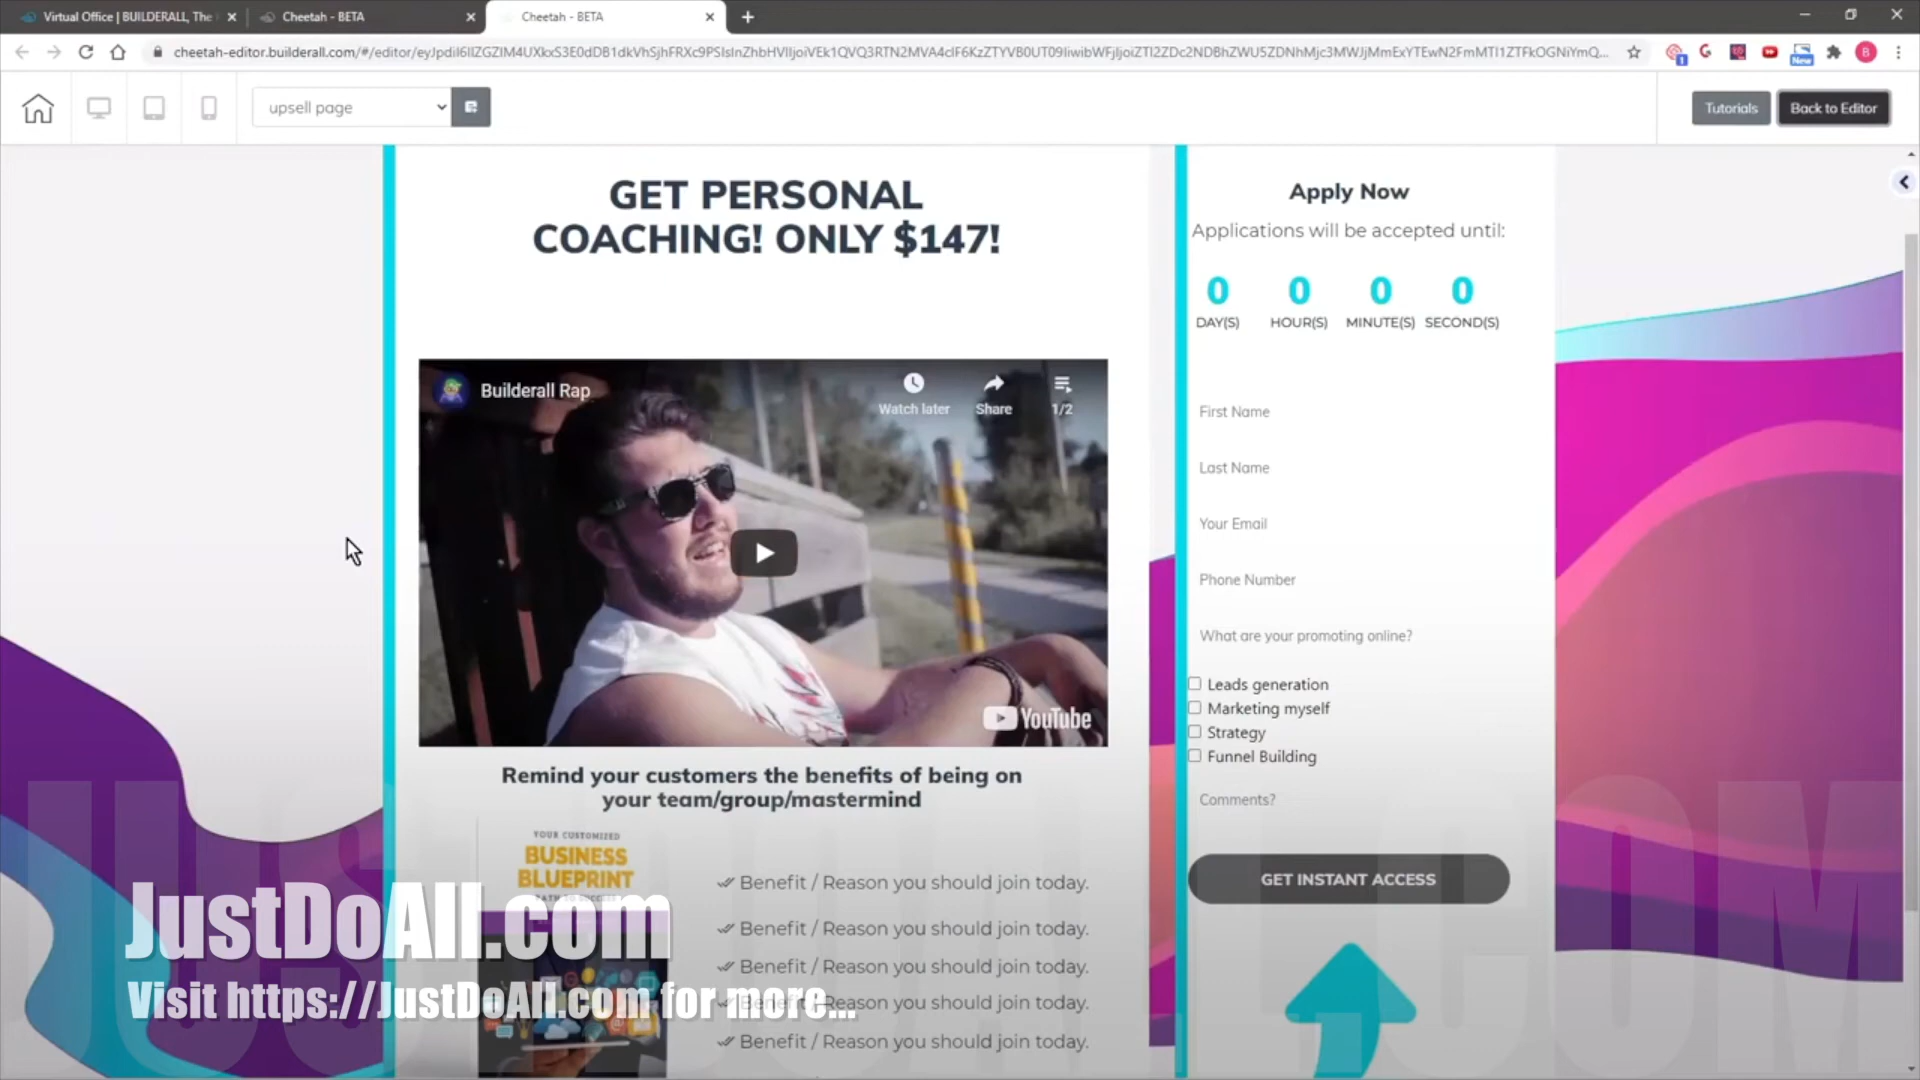 Virtual Office | BUILDERALL, The
Cheetah - BETA
Cheetah - BETA
upsell page
New
1
B
Tutorials
Back to Editor
GET PERSONAL
COACHING! ONLY $147!
Builderall Rap
Watch later
Share
1/2
YouTube
Remind your customers the benefits of being on
your team/group/mastermind
YOUR CUSTOMIZED
BUSINESS
BLUEPRINT
Benefit / Reason you should join today.
Benefit / Reason you should join today.
Benefit / Reason you should join today.
Benefit / Reason you should join today.
Benefit / Reason you should join today.
Apply Now
Applications will be accepted until:
0 0 0 0
DAY(S) HOUR(S) MINUTE(S) SECOND(S)
First Name
Last Name
Your Email
Phone Number
What are your promoting online?
Leads generation
Marketing myself
Strategy
Funnel Building
Comments?
GET INSTANT ACCESS
JustDoAll.com
Visit https://JustDoAll.com for more...
JUSTDOALL.COM